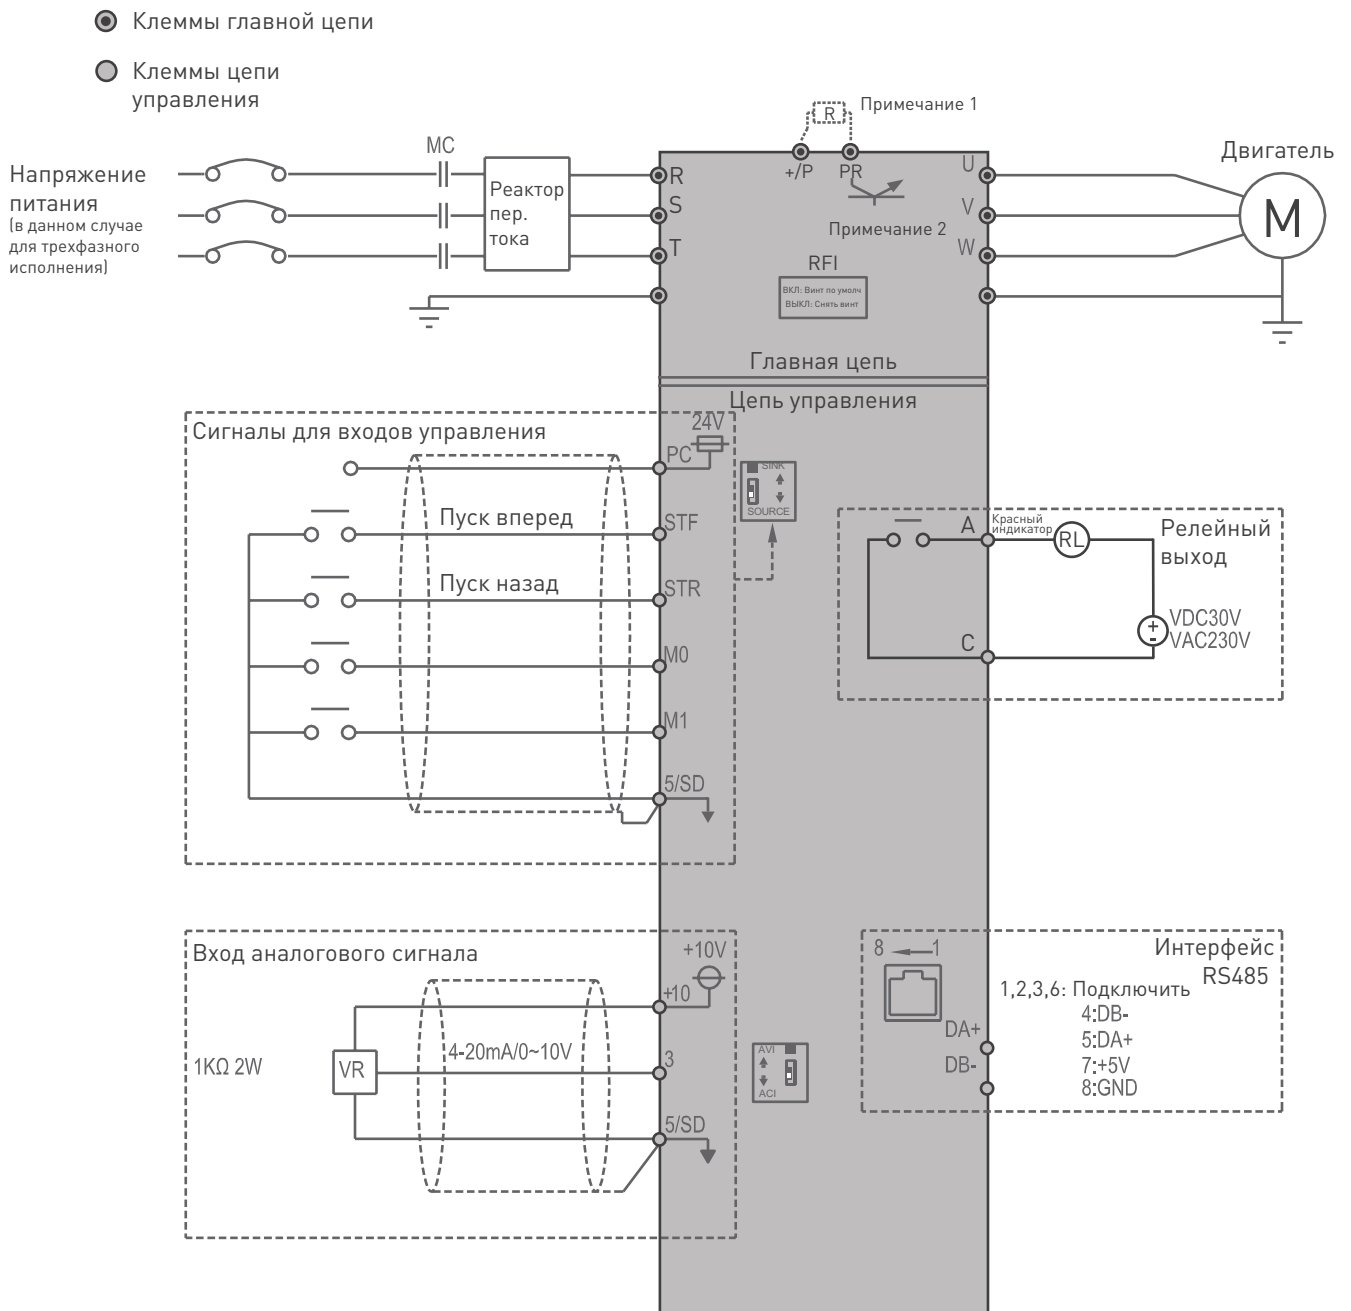 Клеммы главной цепи
Клеммы цепи
управления
Примечание 1
R
MC
Двигатель
Напряжение
питания
(в данном случае
для трехфазного
исполнения)
Реактор
пер.
тока
R
S
T
+/P
PR
U
V
W
M
Примечание 2
RFI
ВКЛ: Винт по умолч
ВЫКЛ: Снять винт
Главная цепь
Цепь управления
Сигналы для входов управления
24V
PC
SINK
SOURCE
Пуск вперед
STF
Пуск назад
STR
M0
M1
5/SD
A
Красный
индикатор
RL
Релейный
выход
C
+
-
VDC30V
VAC230V
Вход аналогового сигнала
+10V
+10
1KΩ 2W
VR
4-20mA/0~10V
3
AVI
ACI
5/SD
8
1
Интерфейс
RS485
1,2,3,6: Подключить
4:DB-
5:DA+
7:+5V
8:GND
DA+
DB-